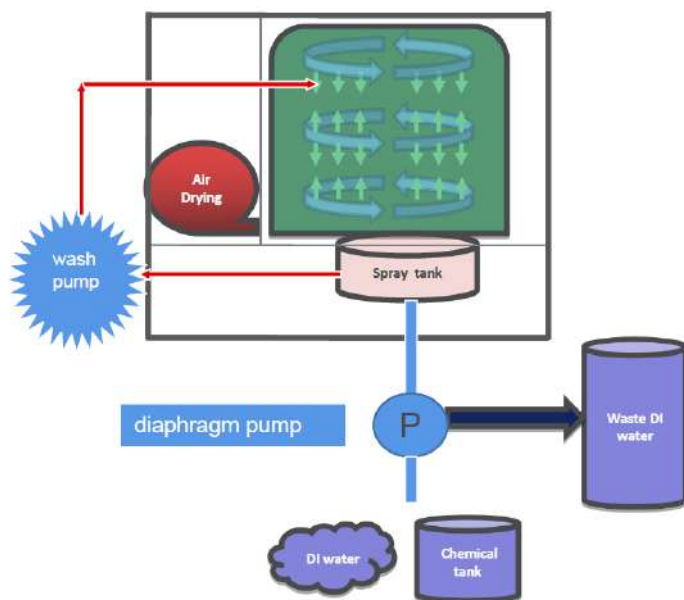 Air
Drying
wash
pump
Spray tank
diaphragm pump
P
Waste DI
water
DI water
Chemical
tank